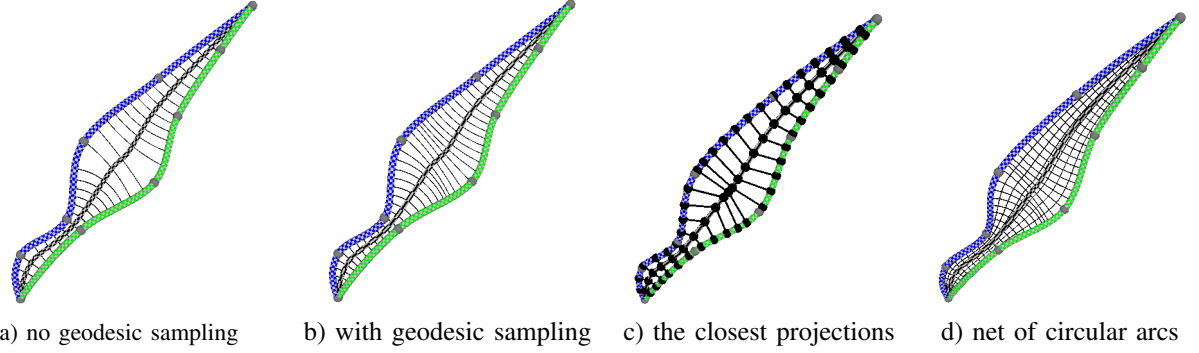 a) no geodesic sampling b) with geodesic sampling c) the closest projections d) net of circular arcs